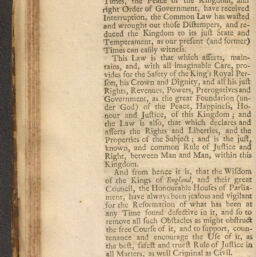 Times, the Peace of the Kingdom, and
right Order of Government, have received
Interruption, the Common Law has wasted
and wrought out those Distempers, and re-
duced the Kingdom to its just State and
Temperament, as our present (and former)
Times can easily witness.
This Law is that which asserts, main-
tains, and, with all imaginable Care, pro-
vides for the Safety of the King's Royal Per-
son, his Crown and Dignity, and all his just
Rights, Revenues, Powers, Prerogatives and
Government, as the great Foundation (un-
der God) of the Peace, Happiness, Ho-
nour and Justice, of this Kingdom; and
the Law is also, that which declares and
asserts the Rights and Liberties, and the
Properties of the Subject; and is the just,
known, and common Rule of Justice and
Right, between Man and Man, within this
Kingdom.
And from hence it is, that the Wisdom
of the Kings of England, and their great
Council, the Honourable Houses of Parlia-
ment, have always been jealous and vigilant
for the Reformation of what has been at
any Time found defective in it, and so to
remove all such Obstacles as might obstruct
the free Course of it, and to support, coun-
tenance and encourage the Use of it, as
the best, safest and truest Rule of Justice in
all Matters, as well Criminal as Civil.